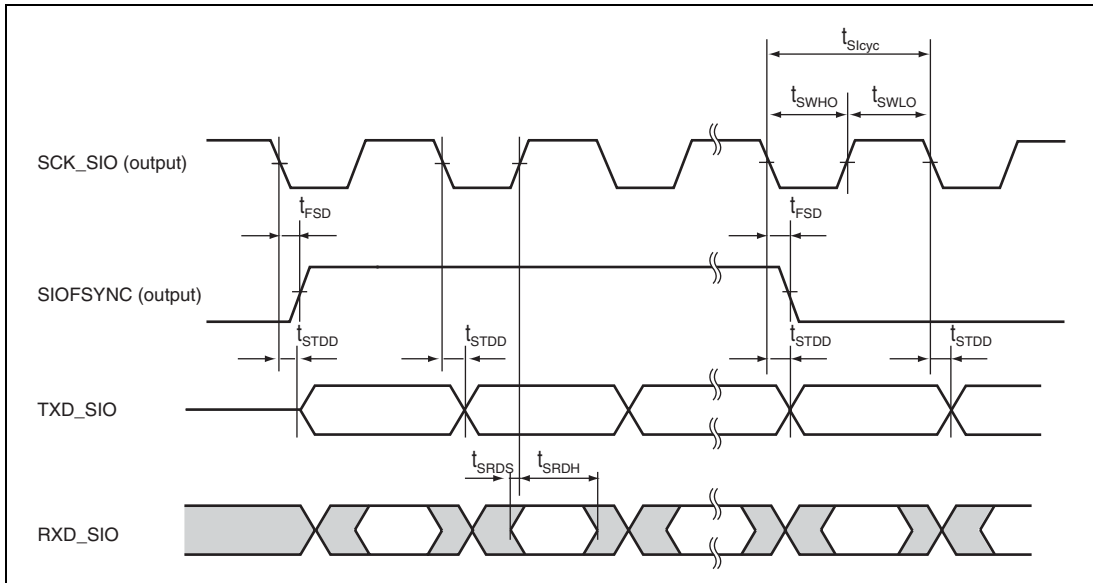 tSIcyc
tSWHO tSWLO
SCK_SIO (output)
tFSD tFSD
SIOFSYNC (output)
tSTDD tSTDD tSTDD tSTDD
TXD_SIO
tSRDS tSRDH
RXD_SIO